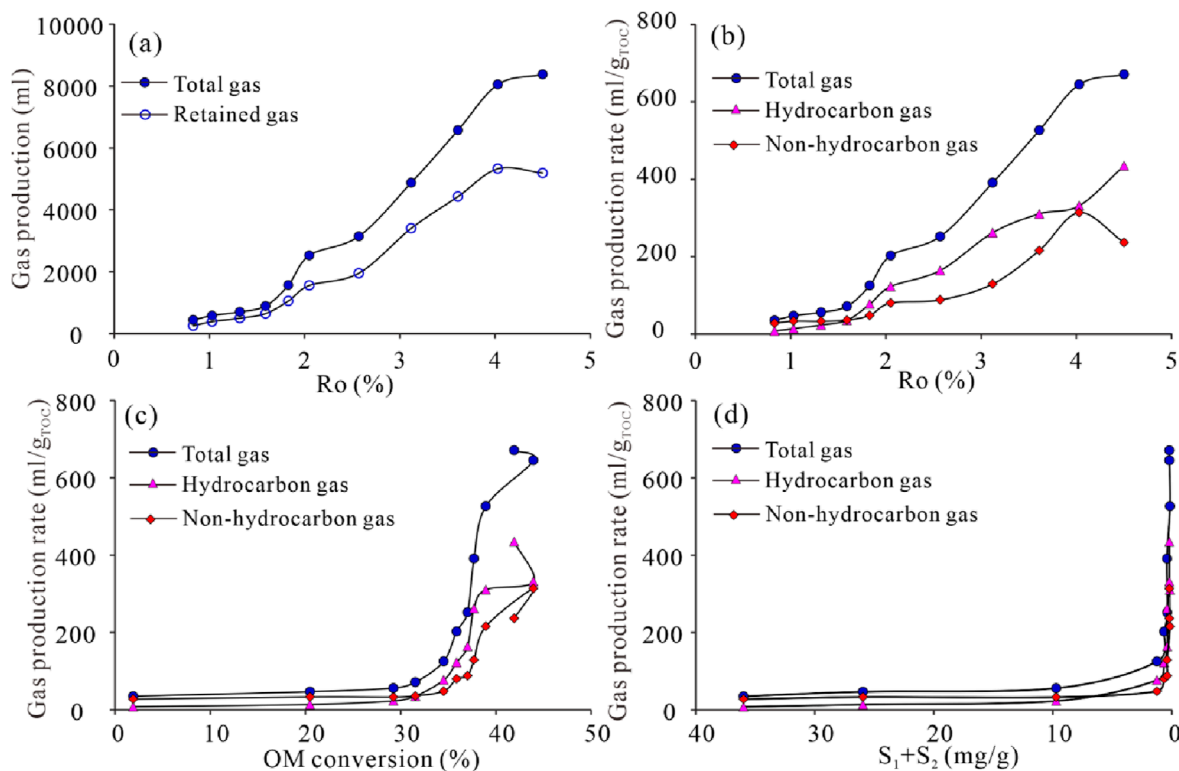 (a)
Total gas
Retained gas
Gas production (ml)
10000
8000
6000
4000
2000
0
0 1 2 3 4 5
Ro (%)
(b)
Total gas
Hydrocarbon gas
Non-hydrocarbon gas
Gas production rate (ml/gTOC)
800
600
400
200
0
0 1 2 3 4 5
Ro (%)
(c)
Total gas
Hydrocarbon gas
Non-hydrocarbon gas
Gas production rate (ml/gTOC)
800
600
400
200
0
0 10 20 30 40 50
OM conversion (%)
(d)
Total gas
Hydrocarbon gas
Non-hydrocarbon gas
Gas production rate (ml/gTOC)
800
600
400
200
0
40 30 20 10 0
S1+S2 (mg/g)